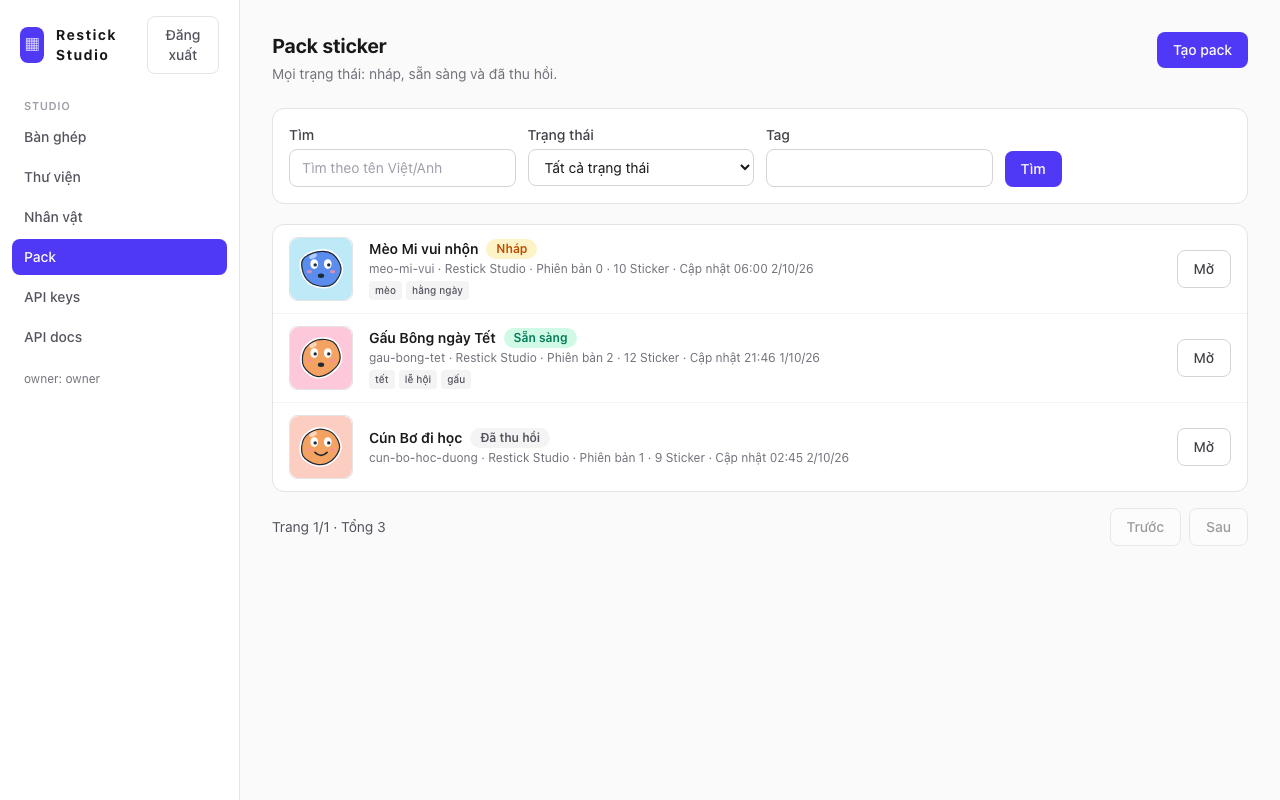 Restick
Studio
Đăng
xuất
STUDIO
Bàn ghép
Thư viện
Nhân vật
Pack
API keys
API docs
owner: owner
Pack sticker
Mọi trạng thái: nháp, sẵn sàng và đã thu hồi.
Tạo pack
Tìm
Trạng thái
Tag
Tìm theo tên Việt/Anh
Tất cả trạng thái
Tìm
Mèo Mi vui nhộn
Nháp
meo-mi-vui · Restick Studio · Phiên bản 0 · 10 Sticker · Cập nhật 06:00 2/10/26
mèo
hằng ngày
Mở
Gấu Bông ngày Tết
Sẵn sàng
gau-bong-tet · Restick Studio · Phiên bản 2 · 12 Sticker · Cập nhật 21:46 1/10/26
tết
lễ hội
gấu
Mở
Cún Bơ đi học
Đã thu hồi
cun-bo-hoc-duong · Restick Studio · Phiên bản 1 · 9 Sticker · Cập nhật 02:45 2/10/26
Mở
Trang 1/1 · Tổng 3
Trước
Sau